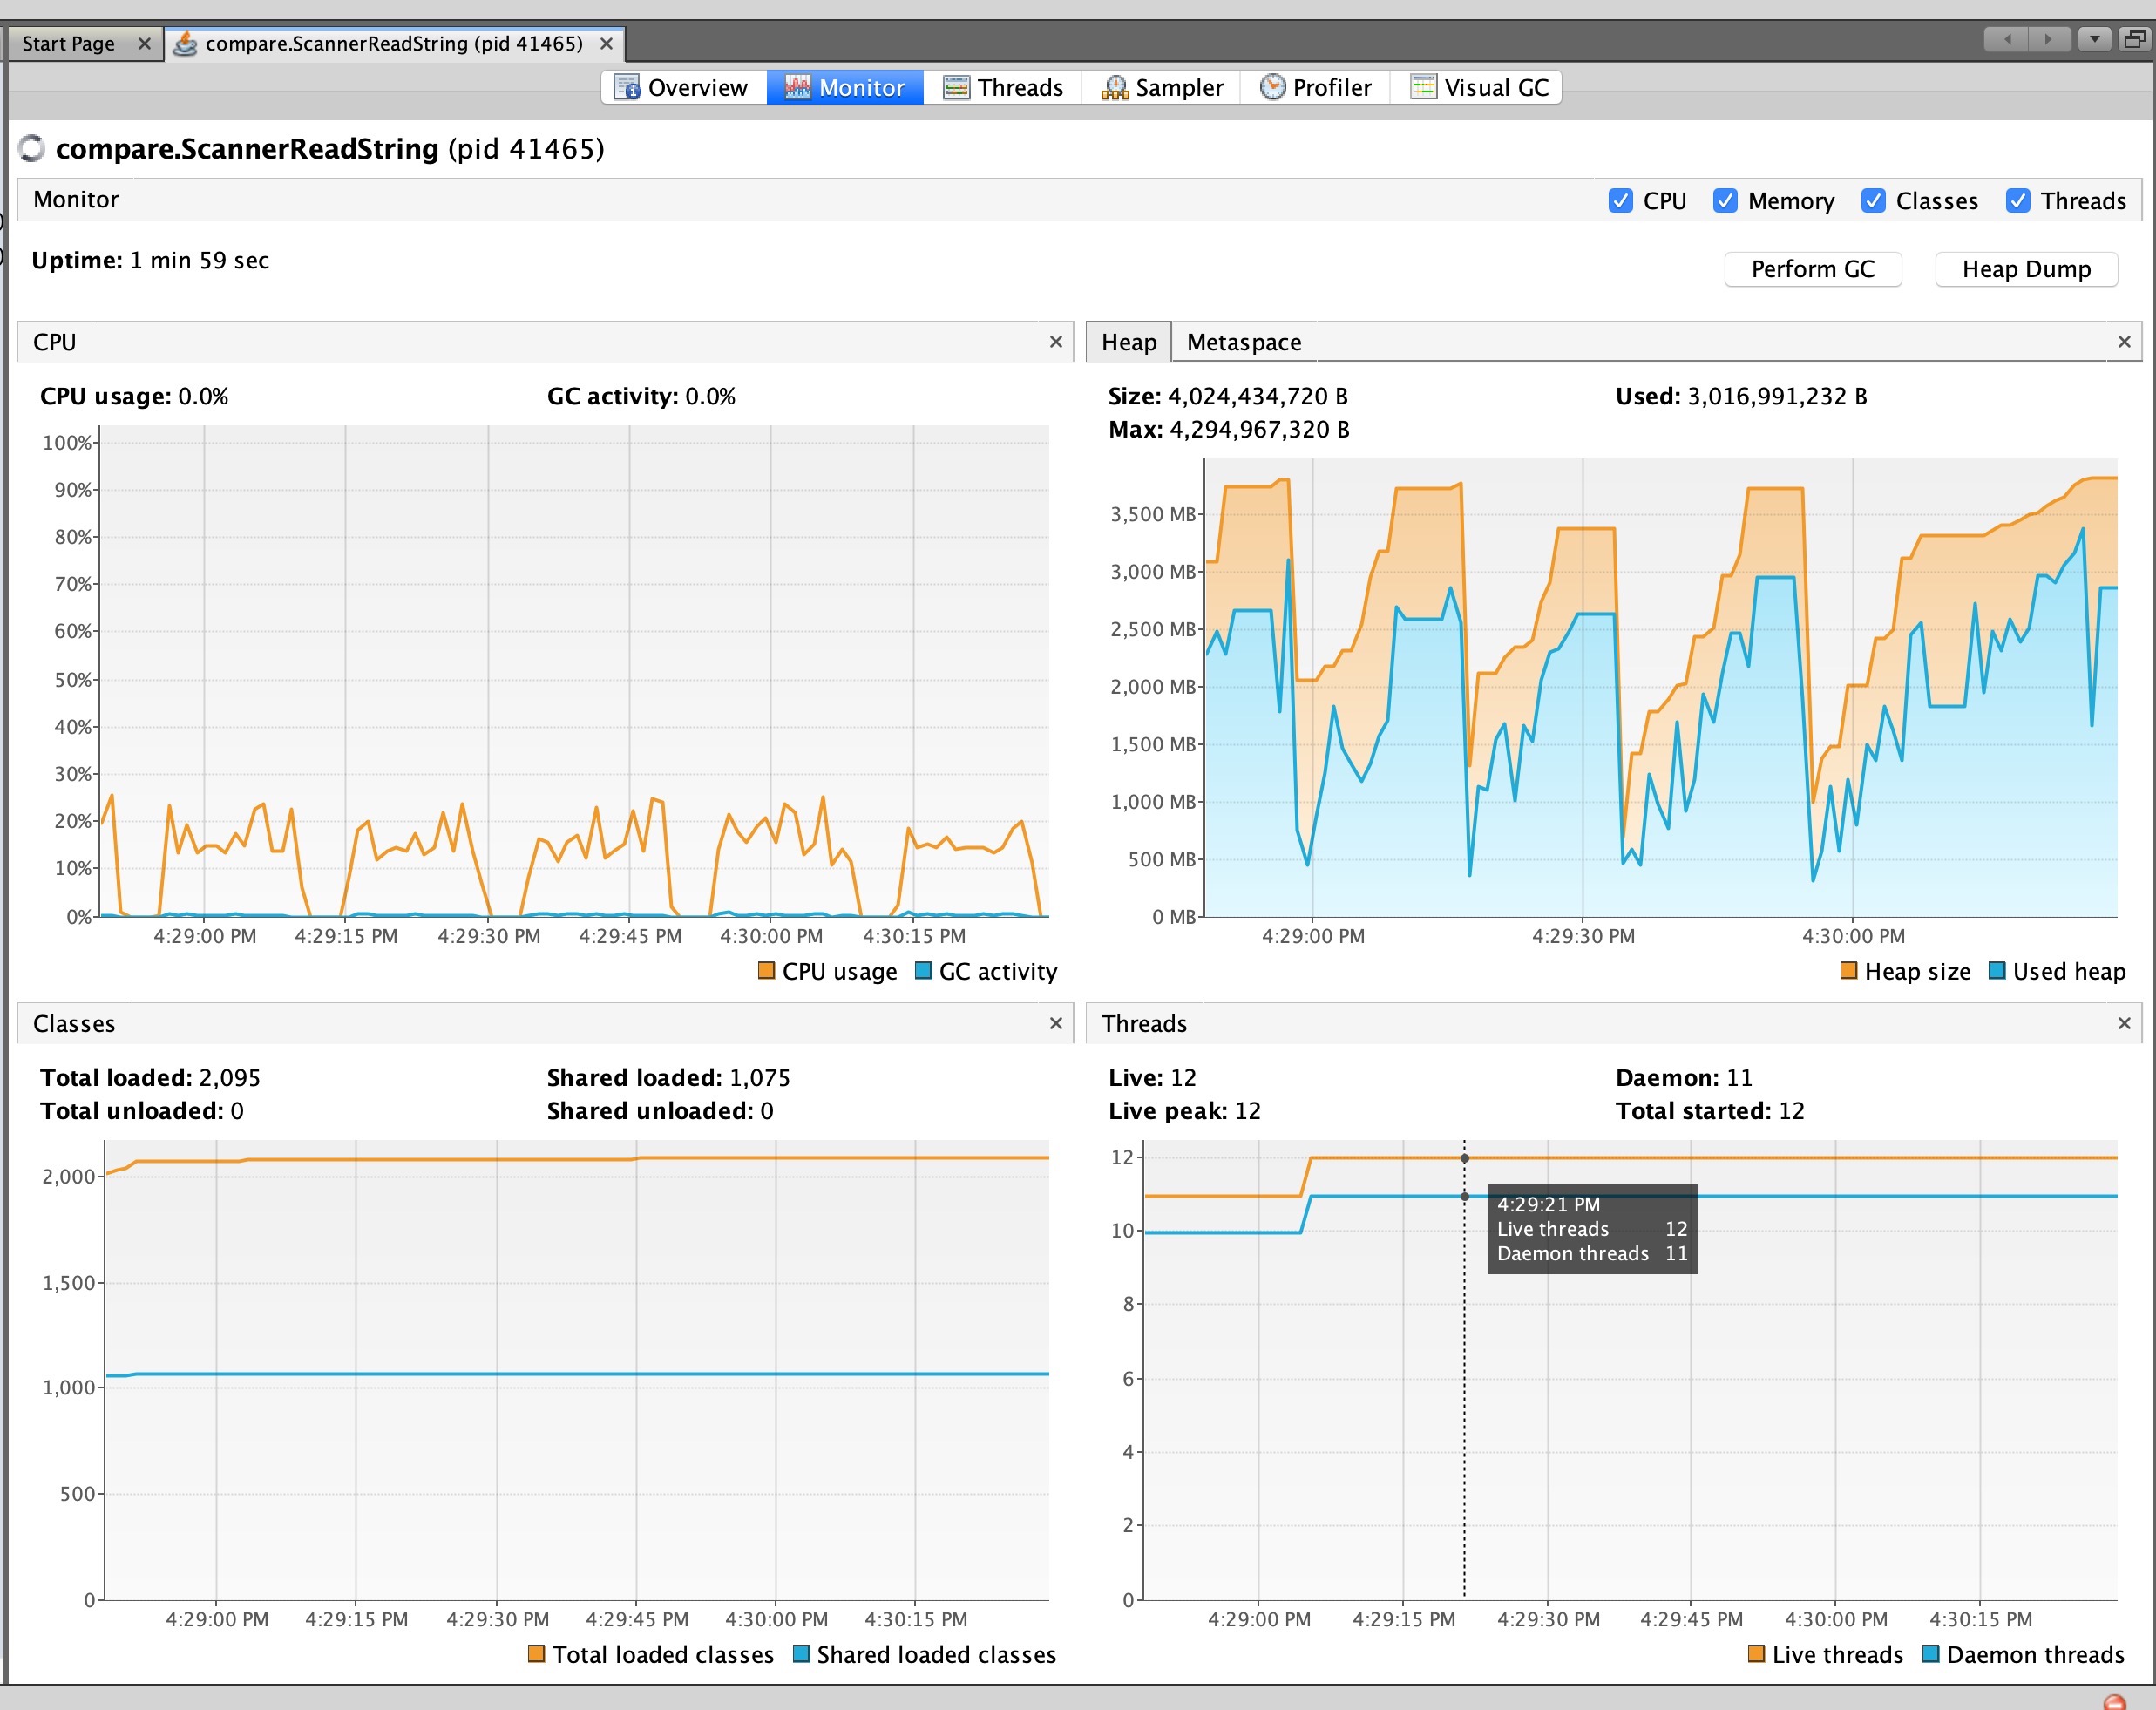 Start Page
compare.ScannerReadString (pid 41465)
Overview Monitor Threads Sampler Profiler Visual GC
compare.ScannerReadString (pid 41465)
Monitor
CPU Memory Classes Threads
Uptime: 1 min 59 sec
Perform GC Heap Dump
CPU
CPU usage: 0.0% GC activity: 0.0%
100%
90%
80%
70%
60%
50%
40%
30%
20%
10%
0%
4:29:00 PM 4:29:15 PM 4:29:30 PM 4:29:45 PM 4:30:00 PM 4:30:15 PM
CPU usage GC activity
Heap Metaspace
Size: 4,024,434,720 B Used: 3,016,991,232 B
Max: 4,294,967,320 B
3,500 MB
3,000 MB
2,500 MB
2,000 MB
1,500 MB
1,000 MB
500 MB
0 MB
4:29:00 PM 4:29:30 PM 4:30:00 PM
Heap size Used heap
Classes
Total loaded: 2,095 Shared loaded: 1,075
Total unloaded: 0 Shared unloaded: 0
2,000
1,500
1,000
500
0
4:29:00 PM 4:29:15 PM 4:29:30 PM 4:29:45 PM 4:30:00 PM 4:30:15 PM
Total loaded classes Shared loaded classes
Threads
Live: 12 Daemon: 11
Live peak: 12 Total started: 12
12
10
8
6
4
2
0
4:29:21 PM
Live threads 12
Daemon threads 11
4:29:00 PM 4:29:15 PM 4:29:30 PM 4:29:45 PM 4:30:00 PM 4:30:15 PM
Live threads Daemon threads